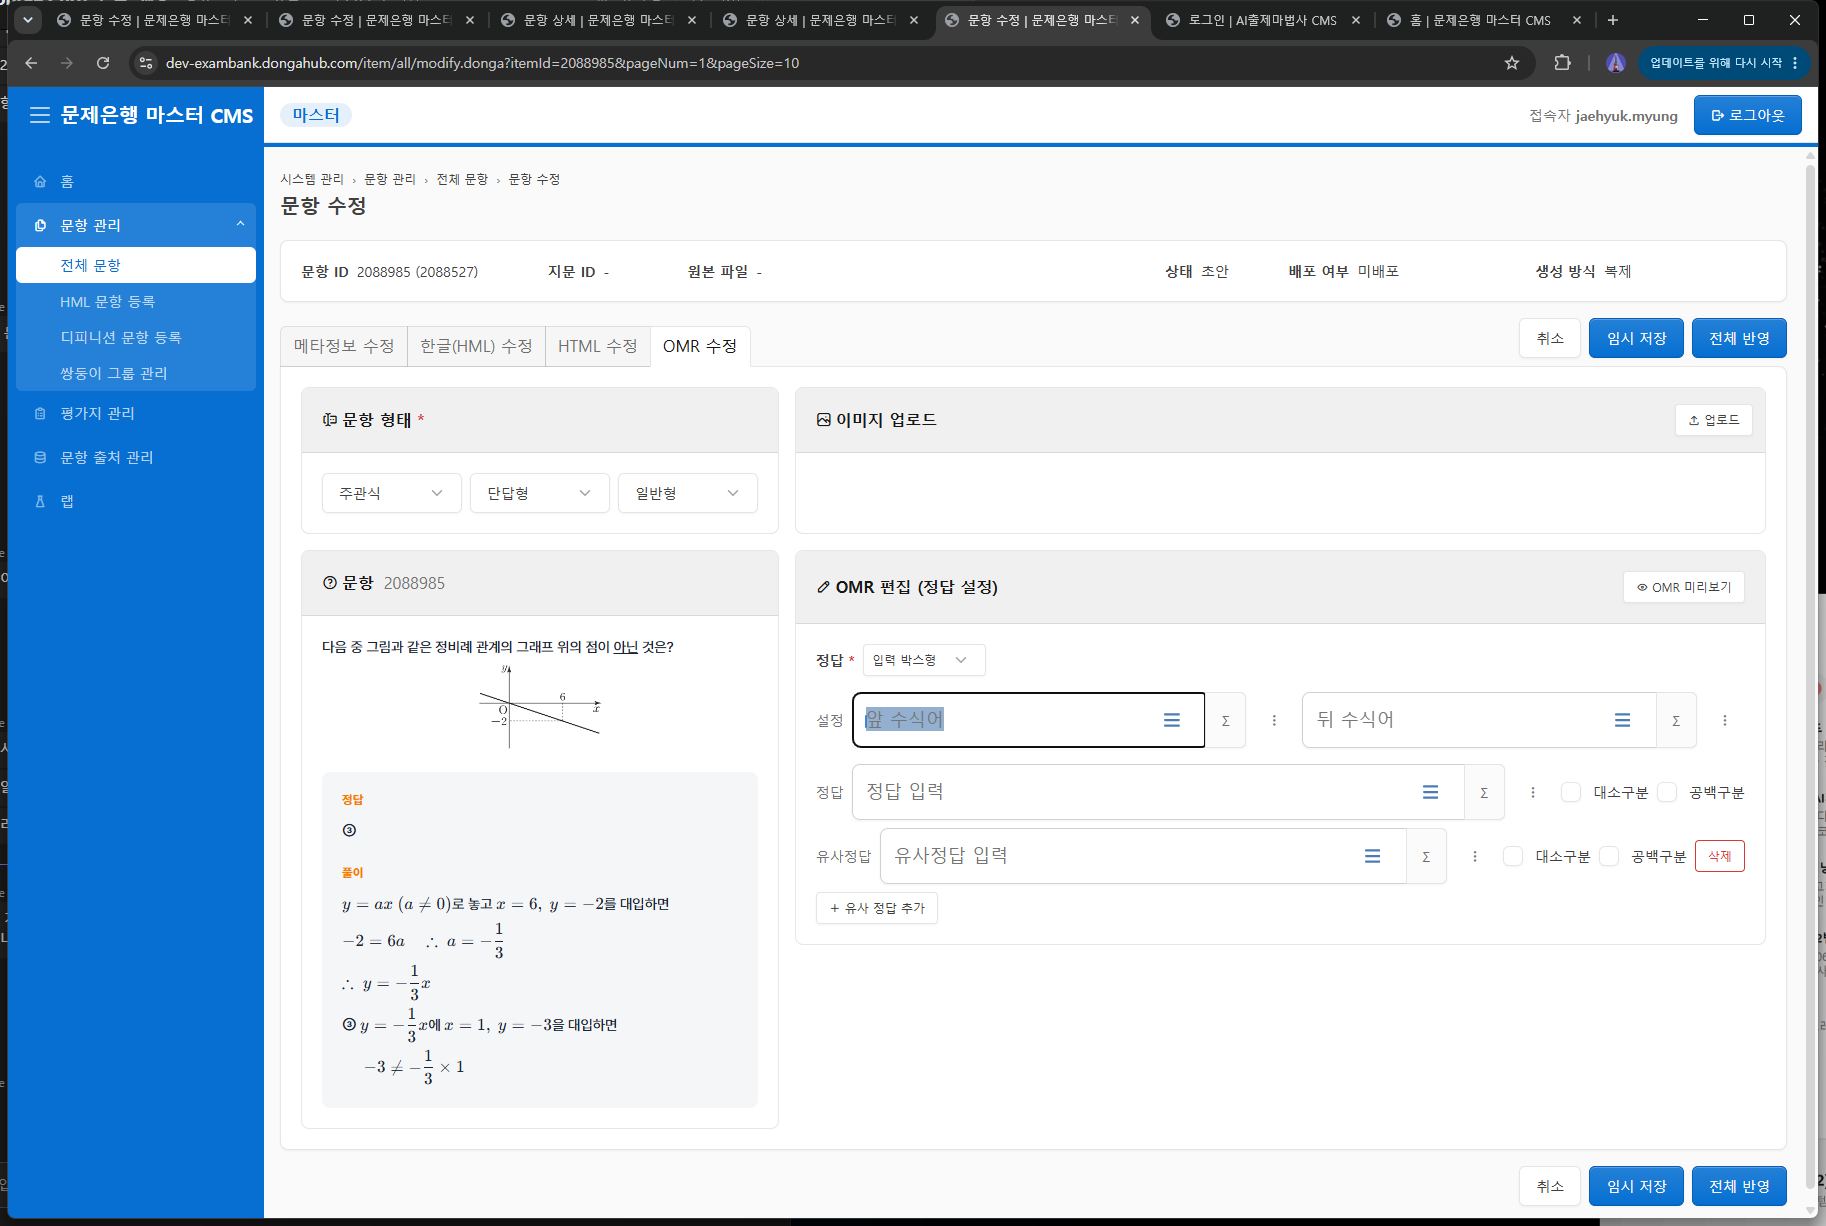 문항 수정 | 문제은행 마스터
문항 수정 | 문제은행 마스터
문항 상세 | 문제은행 마스터
문항 상세 | 문제은행 마스터
문항 수정 | 문제은행 마스터
로그인 | AI출제마법사 CMS
홈 | 문제은행 마스터 CMS
dev-exambank.dongahub.com/item/all/modify.donga?itemId=2088985&pageNum=1&pageSize=10
업데이트를 위해 다시 시작
문제은행 마스터 CMS
마스터
접속자 jaehyuk.myung
로그아웃
홈
문항 관리
전체 문항
HML 문항 등록
디피니션 문항 등록
쌍둥이 그룹 관리
평가지 관리
문항 출처 관리
랩
시스템 관리 › 문항 관리 › 전체 문항 › 문항 수정
문항 수정
문항 ID 2088985 (2088527)
지문 ID -
원본 파일 -
상태 초안
배포 여부 미배포
생성 방식 복제
메타정보 수정
한글(HML) 수정
HTML 수정
OMR 수정
취소
임시 저장
전체 반영
문항 형태 *
주관식
단답형
일반형
이미지 업로드
업로드
문항 2088985
다음 중 그림과 같은 정비례 관계의 그래프 위의 점이 아닌 것은?
y
6
O
x
−2
정답
③
풀이
y = ax (a ≠ 0)로 놓고 x = 6, y = −2를 대입하면
−2 = 6a ∴ a = −1/3
∴ y = −1/3 x
③ y = −1/3 x에 x = 1, y = −3을 대입하면
−3 ≠ −1/3 × 1
OMR 편집 (정답 설정)
OMR 미리보기
정답 * 입력 박스형
설정 앞 수식어 Σ 뒤 수식어 Σ
정답 정답 입력 Σ 대소구분 공백구분
유사정답 유사정답 입력 Σ 대소구분 공백구분 삭제
+ 유사 정답 추가
취소
임시 저장
전체 반영